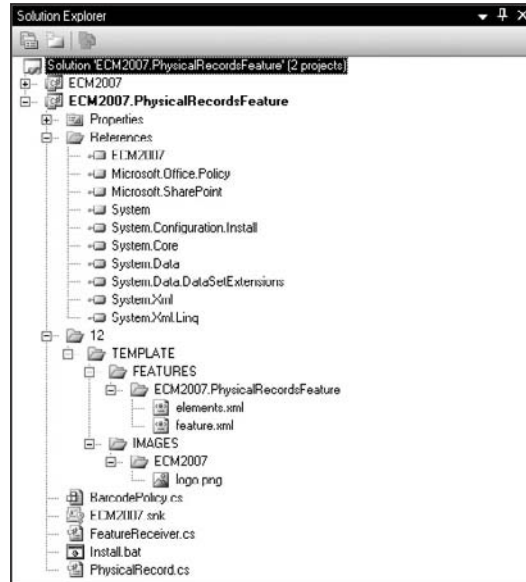 Solution Explorer
Solution 'ECM2007.PhysicalRecordsFeature' (2 projects)
ECM2007
ECM2007.PhysicalRecordsFeature
Properties
References
ECM2007
Microsoft.Office.Policy
Microsoft.SharePoint
System
System.Configuration.Install
System.Core
System.Data
System.Data.DataSetExtensions
System.Xml
System.Xml.Linq
12
TEMPLATE
FEATURES
ECM2007.PhysicalRecordsFeature
elements.xml
feature.xml
IMAGES
ECM2007
logo.png
BarcodePolicy.cs
ECM2007.snk
FeatureReceiver.cs
Install.bat
PhysicalRecord.cs